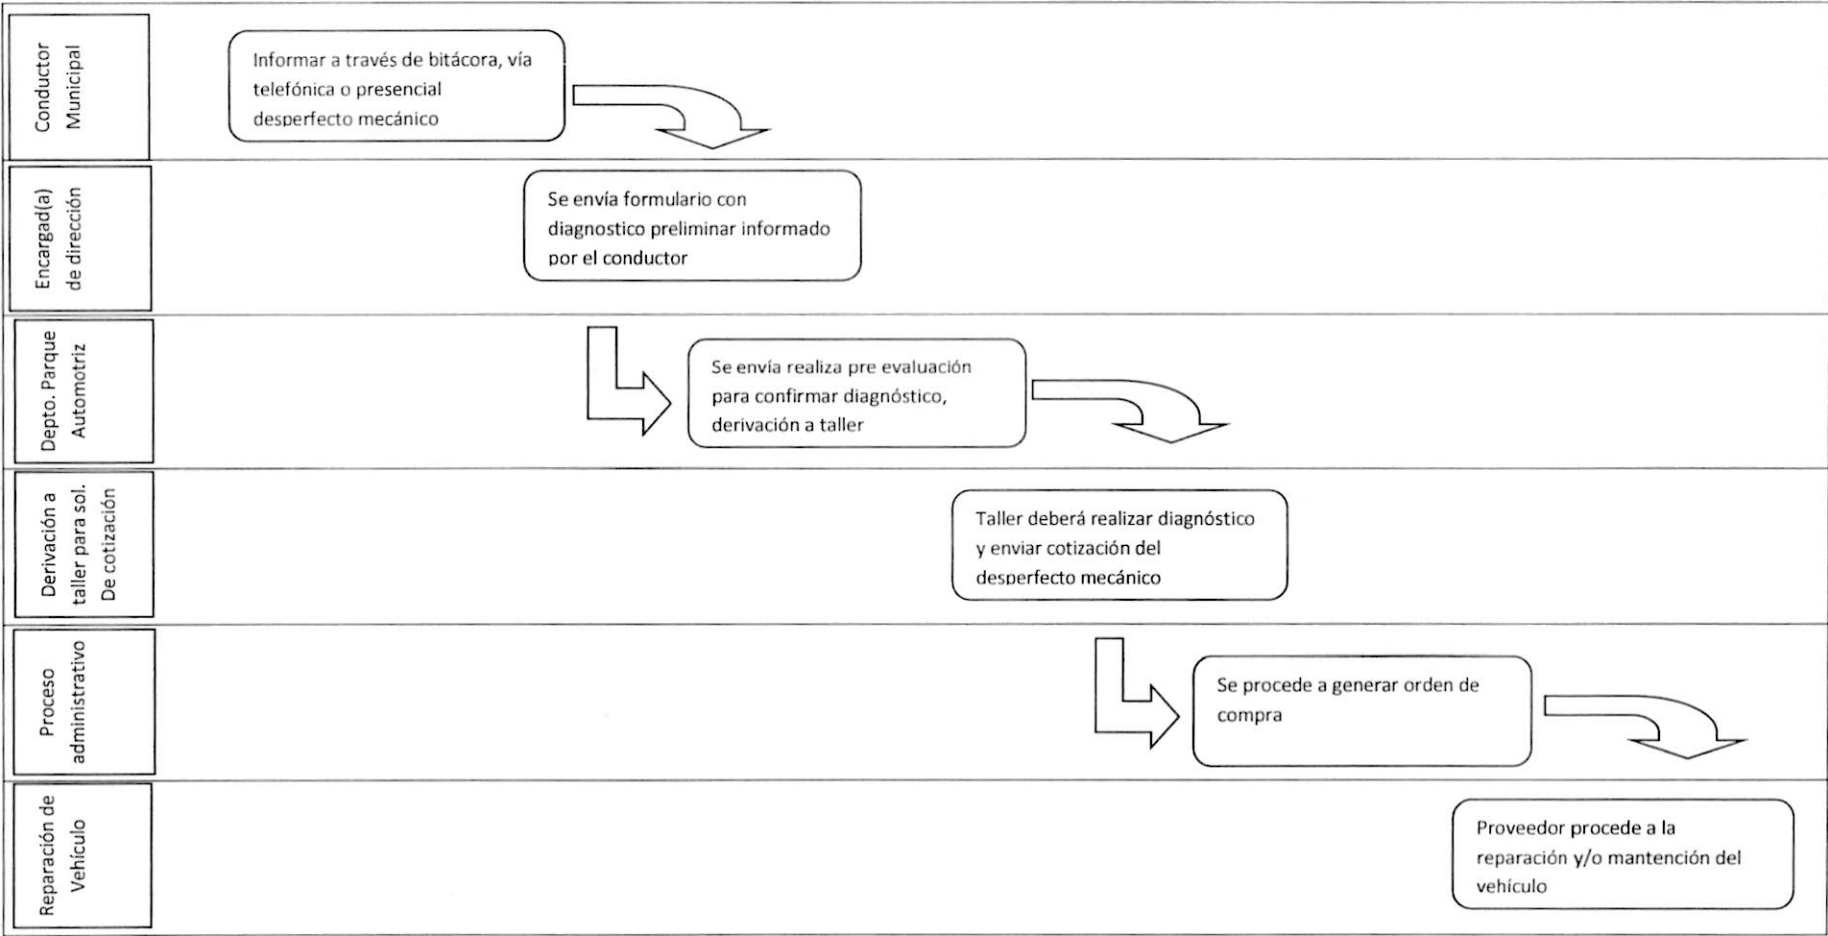 Conductor
Municipal
Informar a través de bitácora, vía
telefónica o presencial
desperfecto mecánico
Encargad(a)
de dirección
Se envía formulario con
diagnostico preliminar informado
por el conductor
Depto. Parque
Automotriz
Se envía realiza pre evaluación
para confirmar diagnóstico,
derivación a taller
Derivación a
taller para sol.
De cotización
Taller deberá realizar diagnóstico
y enviar cotización del
desperfecto mecánico
Proceso
administrativo
Se procede a generar orden de
compra
Reparación de
Vehículo
Proveedor procede a la
reparación y/o mantención del
vehículo